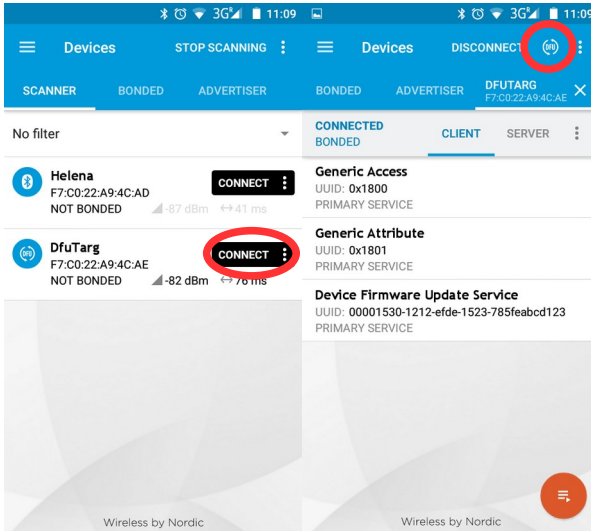 3G R 11:09
Devices STOP SCANNING
SCANNER BONDED ADVERTISER
No filter
Helena
F7:C0:22:A9:4C:AD
NOT BONDED -87 dBm ↔41 ms
CONNECT
DFU
DfuTarg
F7:C0:22:A9:4C:AE
NOT BONDED -82 dBm ↔76 ms
CONNECT
Wireless by Nordic
3G R 11:09
Devices DISCONNECT DFU
BONDED ADVERTISER DFUTARG
F7:C0:22:A9:4C:AE
CONNECTED
BONDED CLIENT SERVER
Generic Access
UUID: 0x1800
PRIMARY SERVICE
Generic Attribute
UUID: 0x1801
PRIMARY SERVICE
Device Firmware Update Service
UUID: 00001530-1212-efde-1523-785feabcd123
PRIMARY SERVICE
Wireless by Nordic